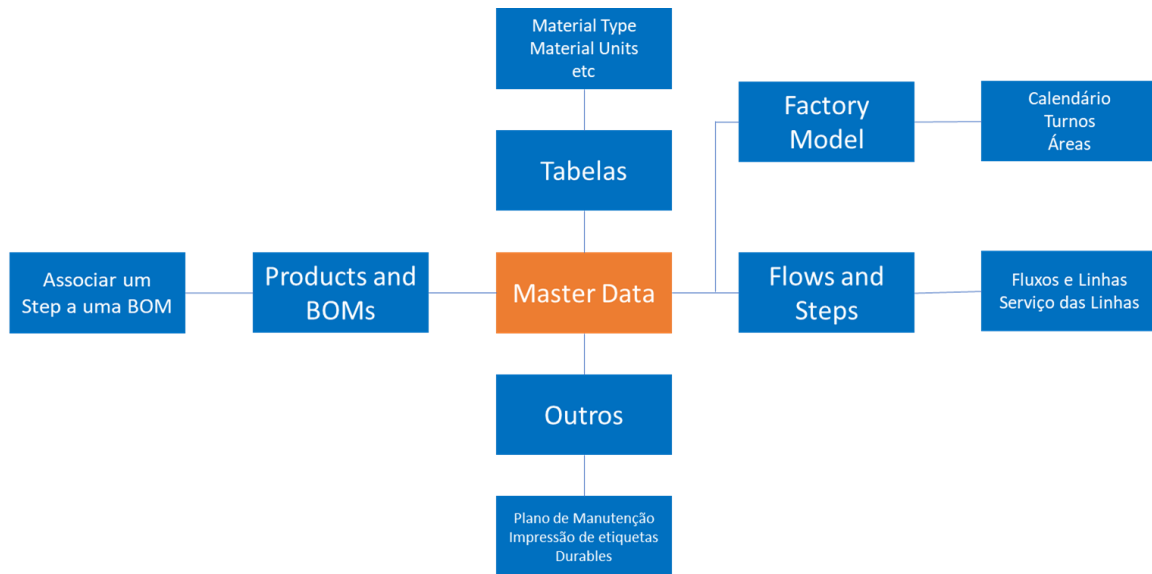 Material Type
Material Units
etc
Tabelas
Factory
Model
Calendário
Turnos
Áreas
Associar um
Step a uma BOM
Products and
BOMs
Master Data
Flows and
Steps
Fluxos e Linhas
Serviço das Linhas
Outros
Plano de Manutenção
Impressão de etiquetas
Durables